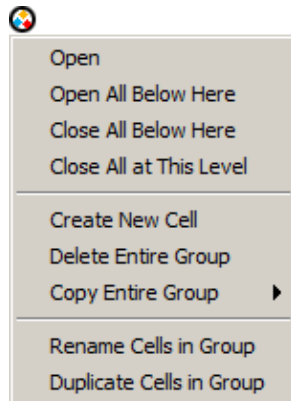 Open
Open All Below Here
Close All Below Here
Close All at This Level
Create New Cell
Delete Entire Group
Copy Entire Group
Rename Cells in Group
Duplicate Cells in Group